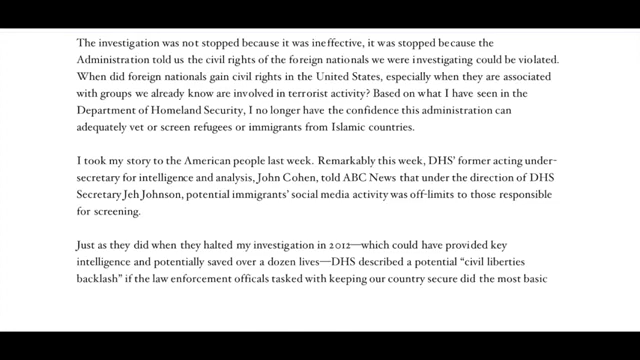 The investigation was not stopped because it was ineffective, it was stopped because the
Administration told us the civil rights of the foreign nationals we were investigating could be violated.
When did foreign nationals gain civil rights in the United States, especially when they are associated
with groups we already know are involved in terrorist activity? Based on what I have seen in the
Department of Homeland Security, I no longer have the confidence this administration can
adequately vet or screen refugees or immigrants from Islamic countries.
I took my story to the American people last week. Remarkably this week, DHS' former acting under-
secretary for intelligence and analysis, John Cohen, told ABC News that under the direction of DHS
Secretary Jeh Johnson, potential immigrants' social media activity was off-limits to those responsible
for screening.
Just as they did when they halted my investigation in 2012—which could have provided key
intelligence and potentially saved over a dozen lives—DHS described a potential “civil liberties
backlash” if the law enforcement officals tasked with keeping our country secure did the most basic